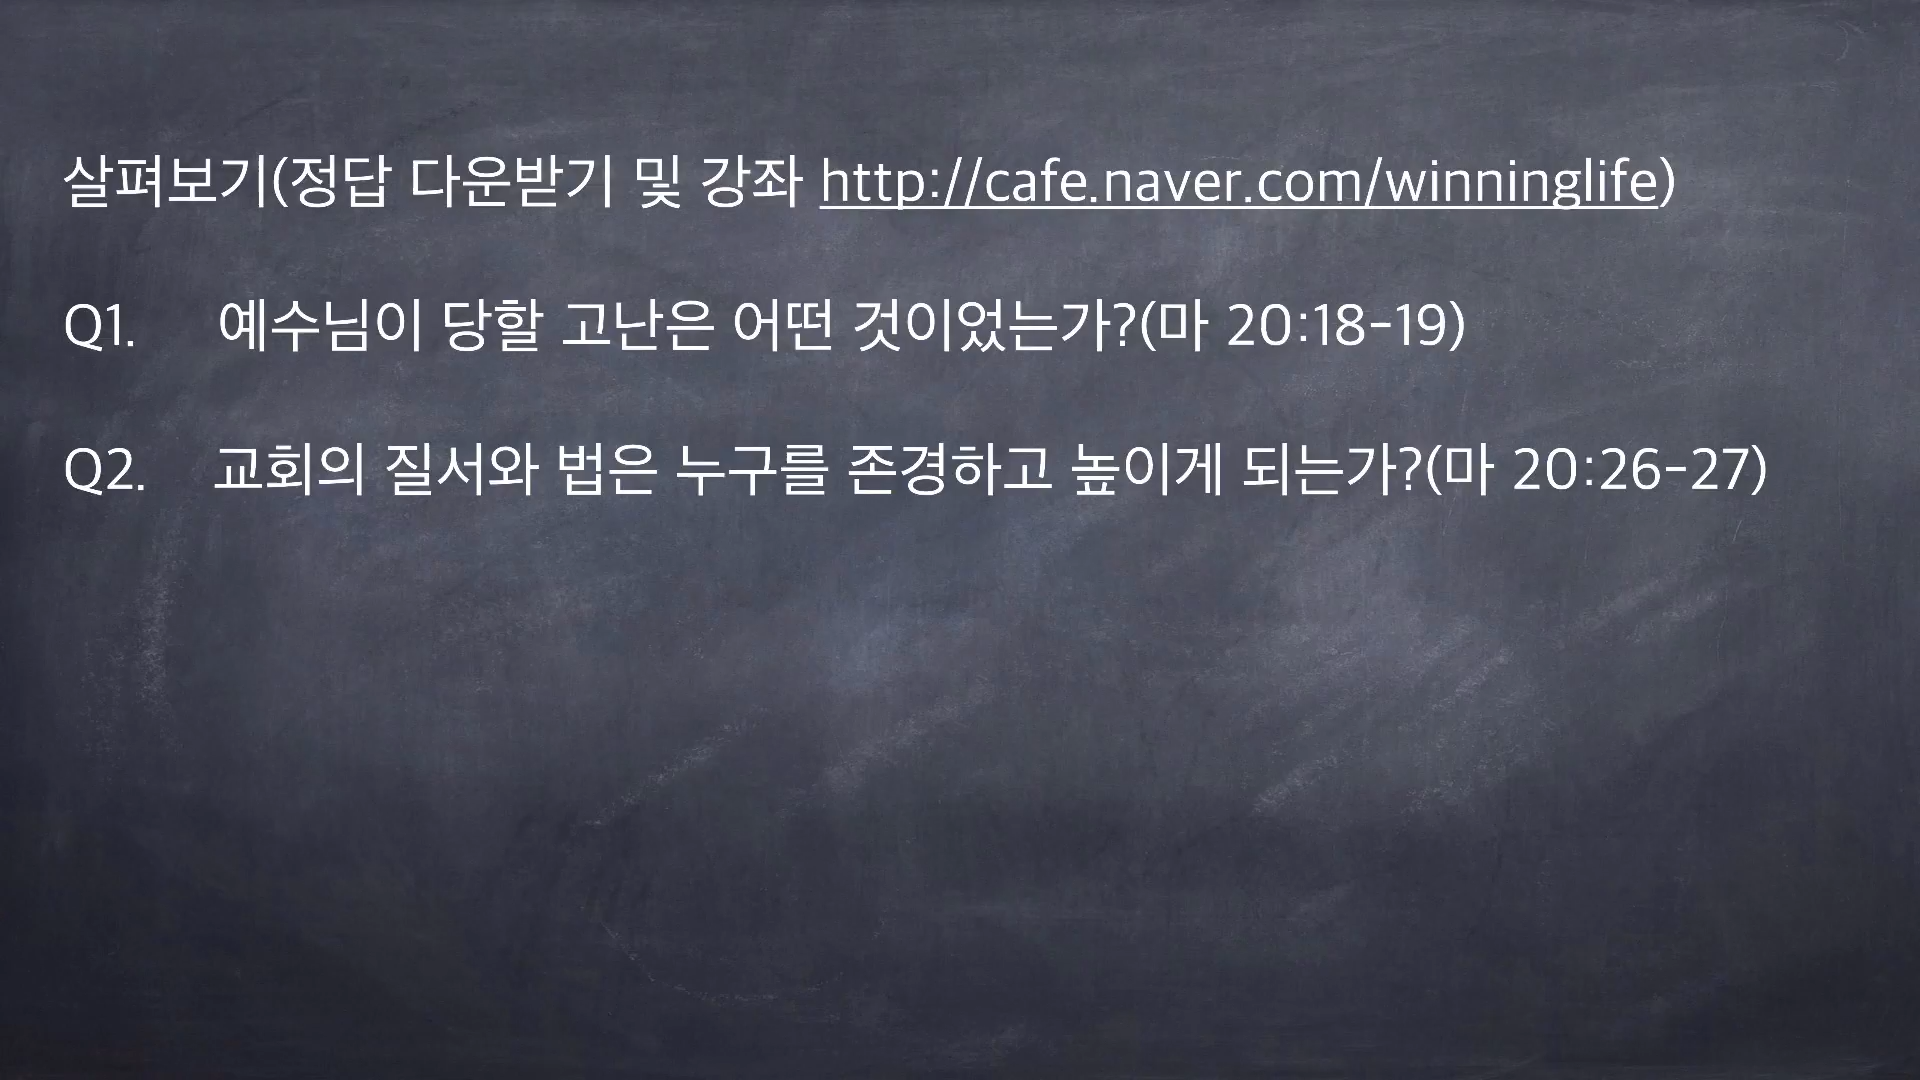 살펴보기(정답 다운받기 및 강좌 http://cafe.naver.com/winninglife)
Q1. 예수님이 당할 고난은 어떤 것이었는가?(마 20:18-19)
Q2. 교회의 질서와 법은 누구를 존경하고 높이게 되는가?(마 20:26-27)